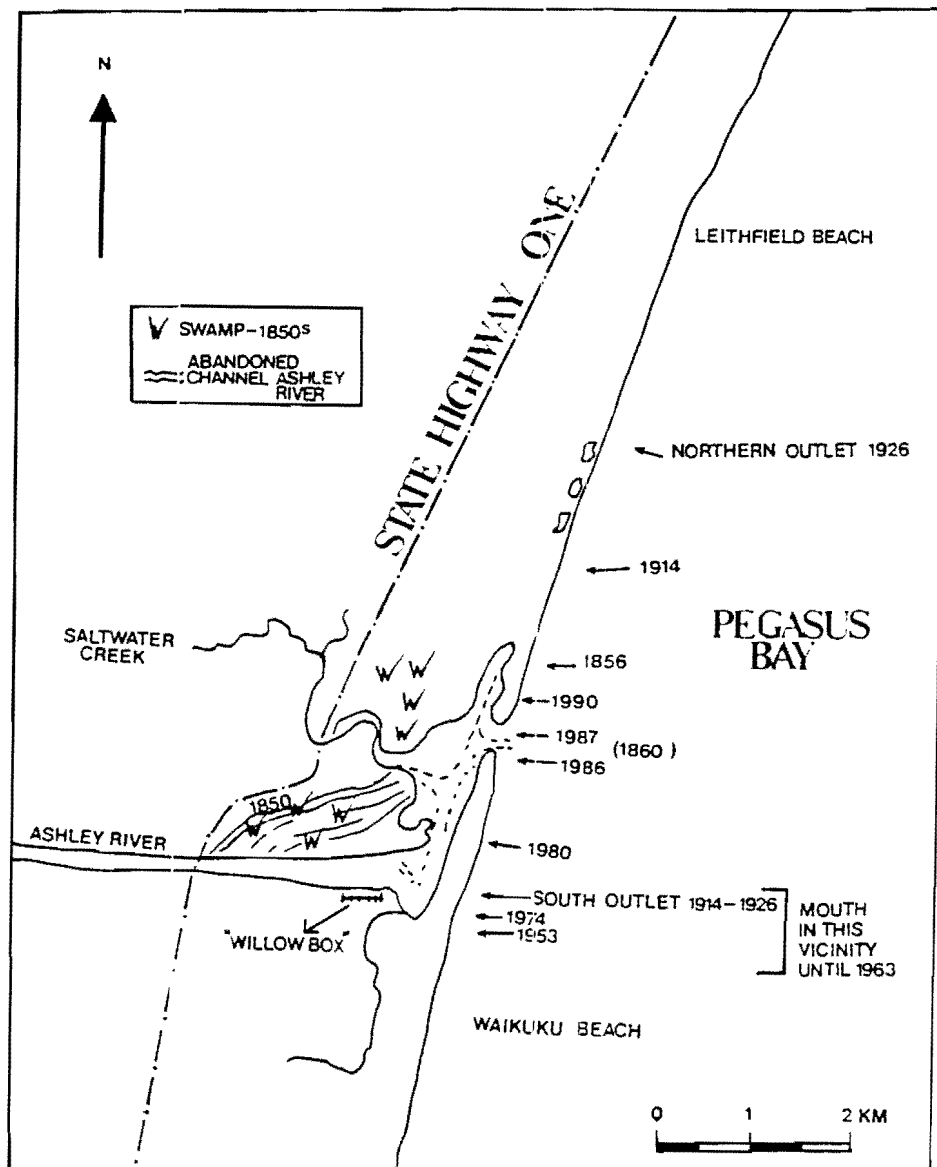 N
STATE HIGHWAY ONE
LEITHFIELD BEACH
SWAMP-1850S
ABANDONED
CHANNEL ASHLEY
RIVER
NORTHERN OUTLET 1926
1914
SALTWATER
CREEK
PEGASUS
BAY
1856
1990
1987
(1860)
1986
1850
ASHLEY RIVER
1980
SOUTH OUTLET 1914-1926
1974
1953
MOUTH
IN THIS
VICINITY
UNTIL 1963
"WILLOW BOX"
WAIKUKU BEACH
0 1 2 KM